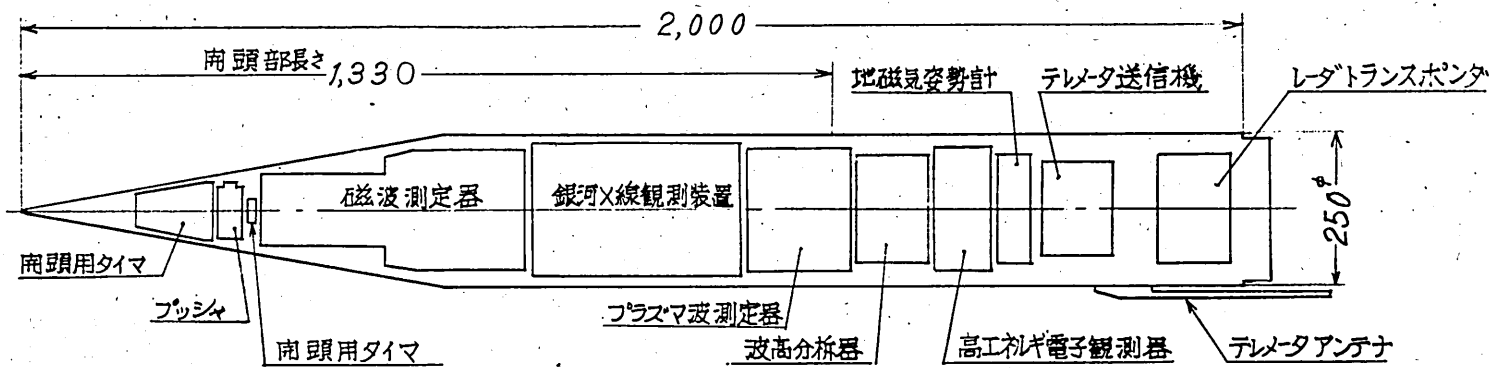 2,000
開頭部長さ
1,330
地磁気姿勢計
テレメータ送信機
レーダトランスポンダ
磁波測定器
銀河X線観測装置
250φ
開頭用タイマ
プッシャ
開頭用タイマ
プラズマ波測定器
波高分析器
高エネルギ電子観測器
テレメータアンテナ